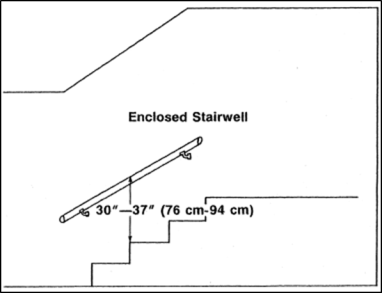 Enclosed Stairwell
30″—37″ (76 cm-94 cm)